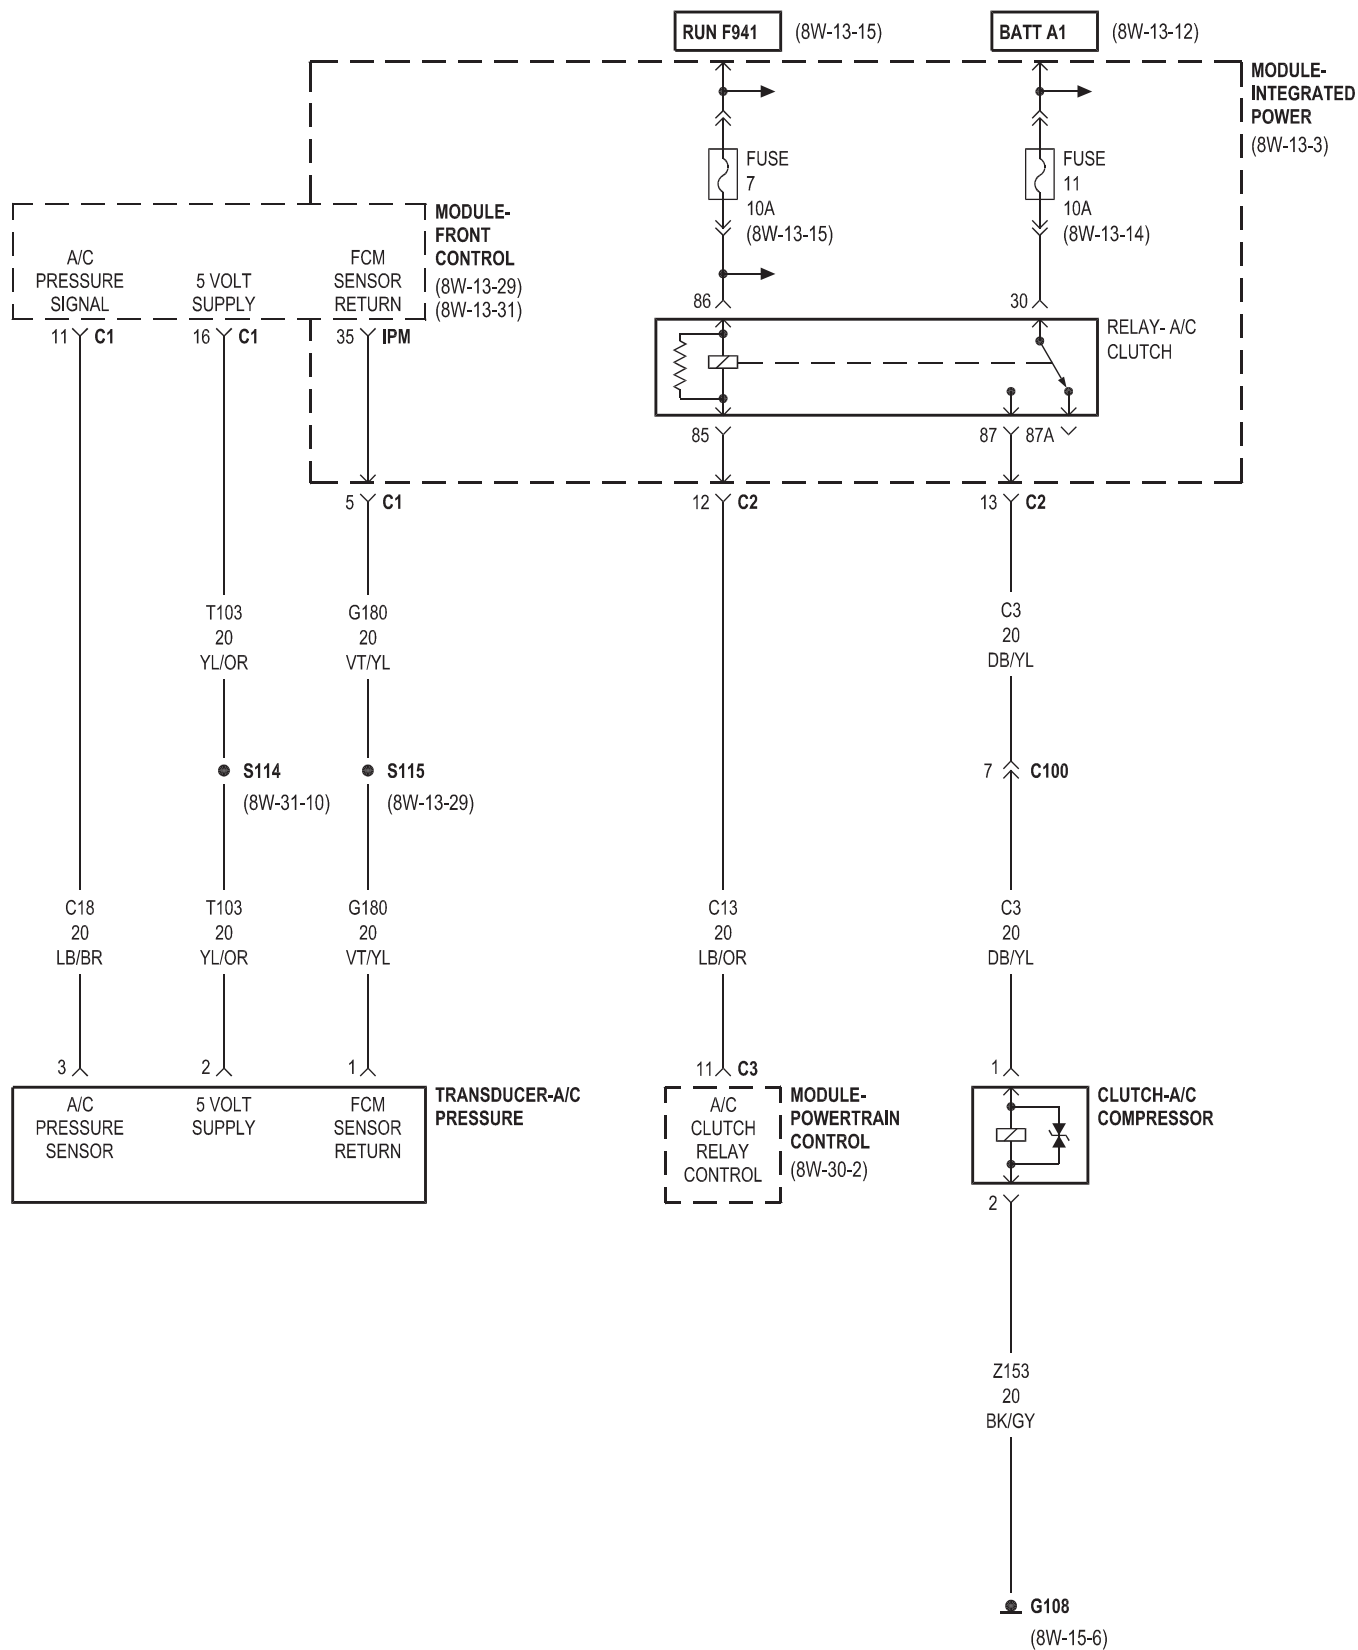 RUN F941 (8W-13-15)
BATT A1 (8W-13-12)
MODULE-
INTEGRATED
POWER
(8W-13-3)
FUSE
7
10A
(8W-13-15)
FUSE
11
10A
(8W-13-14)
MODULE-
FRONT
CONTROL
(8W-13-29)
(8W-13-31)
A/C
PRESSURE
SIGNAL
5 VOLT
SUPPLY
FCM
SENSOR
RETURN
11 C1
16 C1
35 IPM
86
30
RELAY- A/C
CLUTCH
85
87
87A
5 C1
12 C2
13 C2
T103
20
YL/OR
G180
20
VT/YL
C3
20
DB/YL
S114
(8W-31-10)
S115
(8W-13-29)
7 C100
C18
20
LB/BR
T103
20
YL/OR
G180
20
VT/YL
C13
20
LB/OR
C3
20
DB/YL
3
2
1
11 C3
1
TRANSDUCER-A/C
PRESSURE
A/C
PRESSURE
SENSOR
5 VOLT
SUPPLY
FCM
SENSOR
RETURN
A/C
CLUTCH
RELAY
CONTROL
MODULE-
POWERTRAIN
CONTROL
(8W-30-2)
CLUTCH-A/C
COMPRESSOR
2
Z153
20
BK/GY
G108
(8W-15-6)